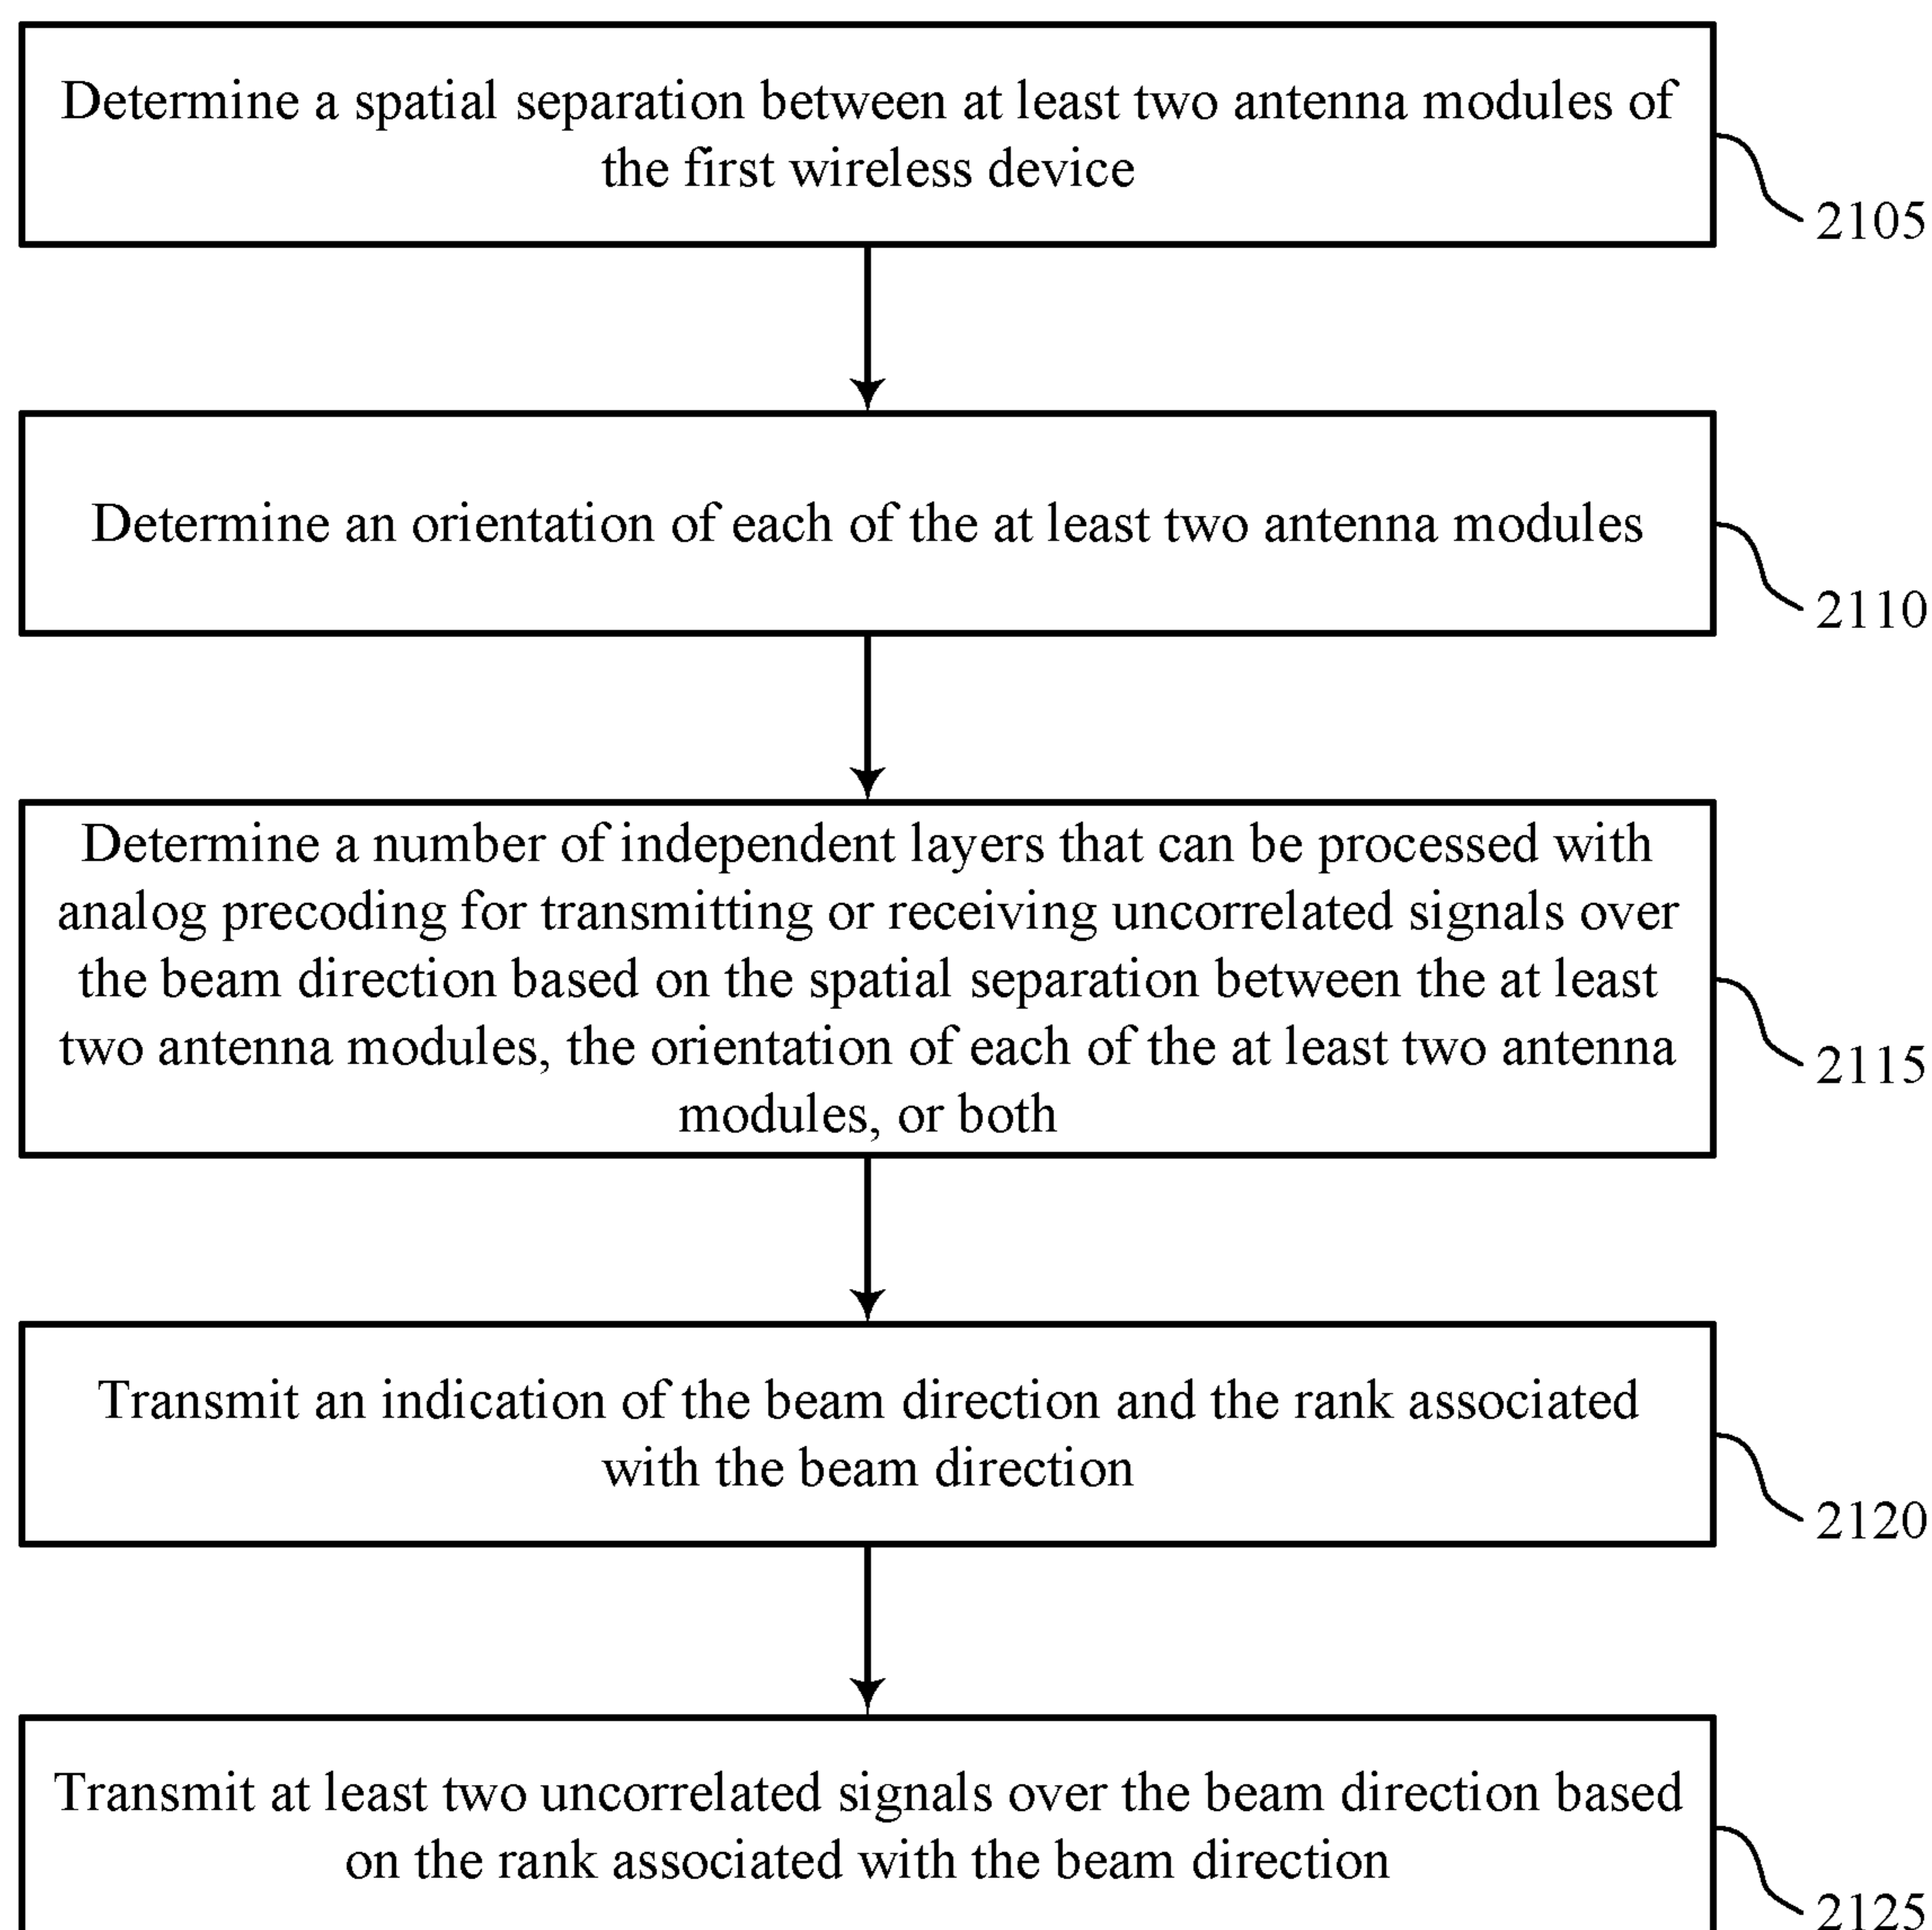 Determine a spatial separation between at least two antenna modules of
the first wireless device
2105
Determine an orientation of each of the at least two antenna modules
2110
Determine a number of independent layers that can be processed with
analog precoding for transmitting or receiving uncorrelated signals over
the beam direction based on the spatial separation between the at least
two antenna modules, the orientation of each of the at least two antenna
modules, or both
2115
Transmit an indication of the beam direction and the rank associated
with the beam direction
2120
Transmit at least two uncorrelated signals over the beam direction based
on the rank associated with the beam direction
2125